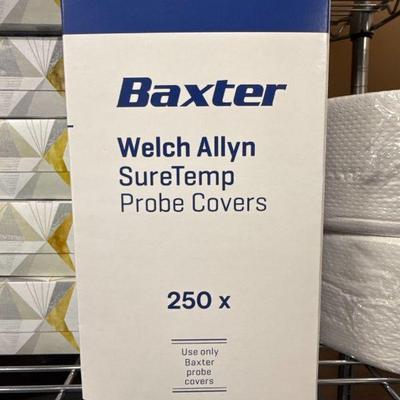 Baxter
Welch Allyn
SureTemp
Probe Covers
250 x
Use only
Baxter
probe
covers